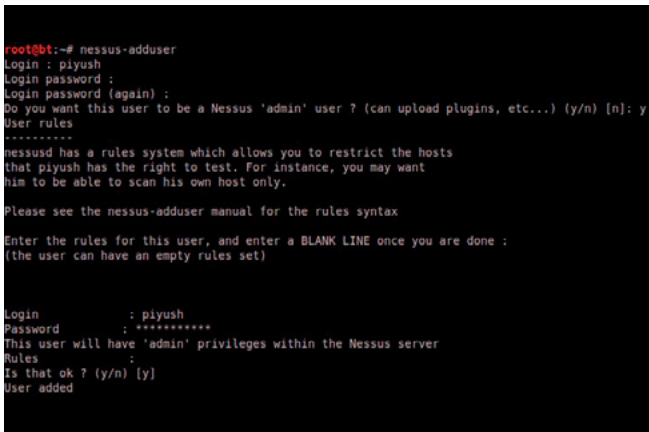 root@bt:~# nessus-adduser
Login : piyush
Login password :
Login password (again) :
Do you want this user to be a Nessus 'admin' user ? (can upload plugins, etc...) (y/n) [n]: y
User rules
----------
nessusd has a rules system which allows you to restrict the hosts
that piyush has the right to test. For instance, you may want
him to be able to scan his own host only.
Please see the nessus-adduser manual for the rules syntax
Enter the rules for this user, and enter a BLANK LINE once you are done :
(the user can have an empty rules set)
Login : piyush
Password : ***********
This user will have 'admin' privileges within the Nessus server
Rules :
Is that ok ? (y/n) [y]
User added